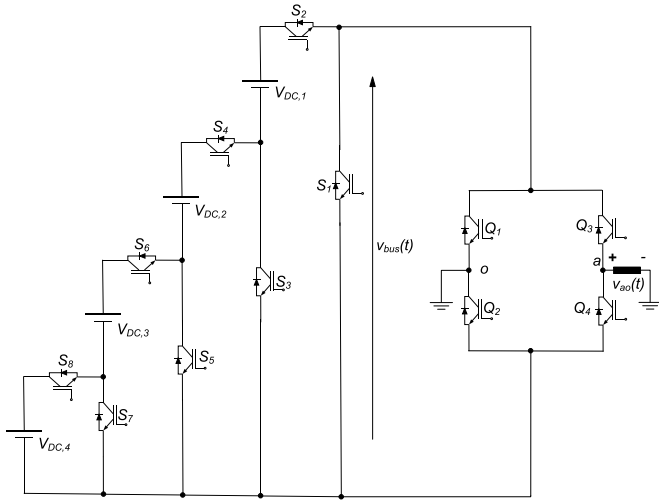 S2
VDC,1
S4
S1
VDC,2
Q1
Q3
vbus(t)
S6
o
a
+
-
S3
vao(t)
Q2
Q4
VDC,3
S5
S8
S7
VDC,4